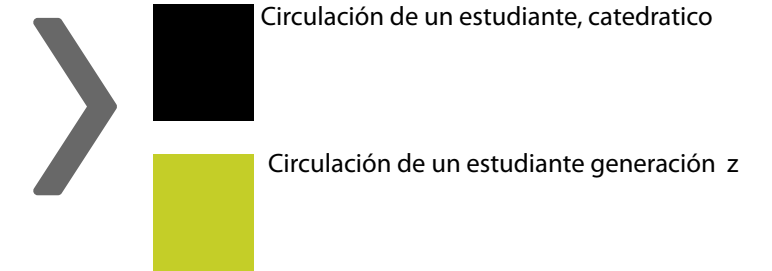 Circulación de un estudiante, catedratico
Circulación de un estudiante generación z